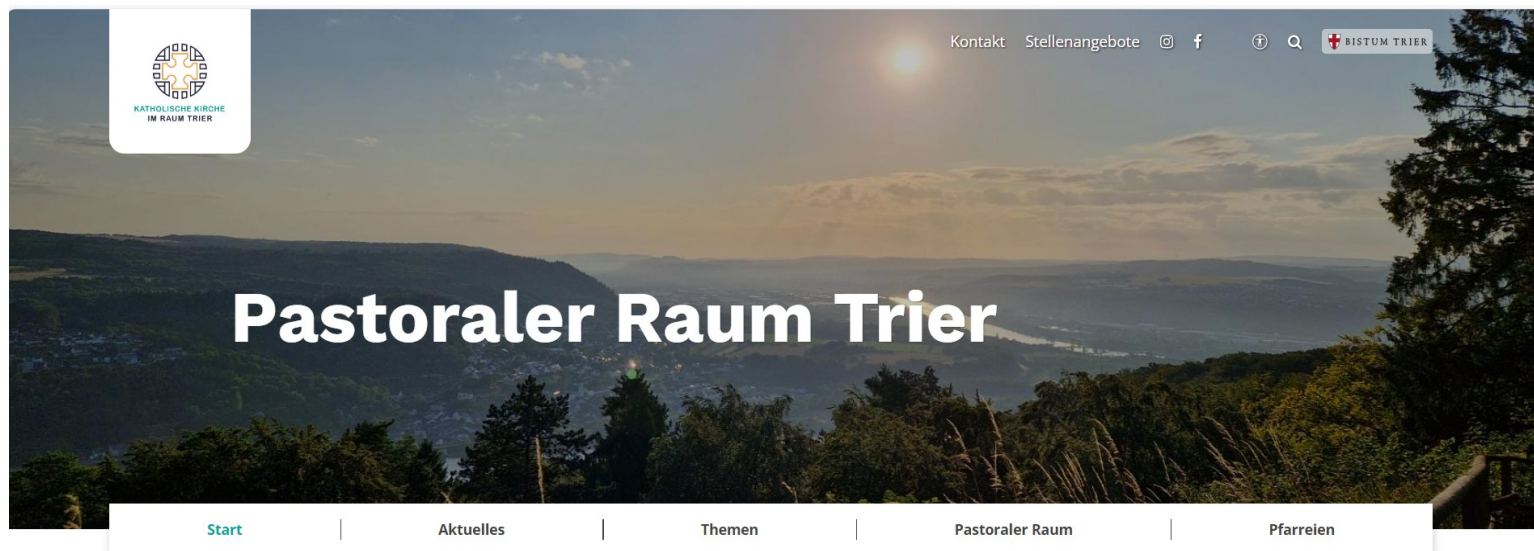 Kontakt Stellenangebote
BISTUM TRIER
KATHOLISCHE KIRCHE
IM RAUM TRIER
Pastoraler Raum Trier
Start
Aktuelles
Themen
Pastoraler Raum
Pfarreien